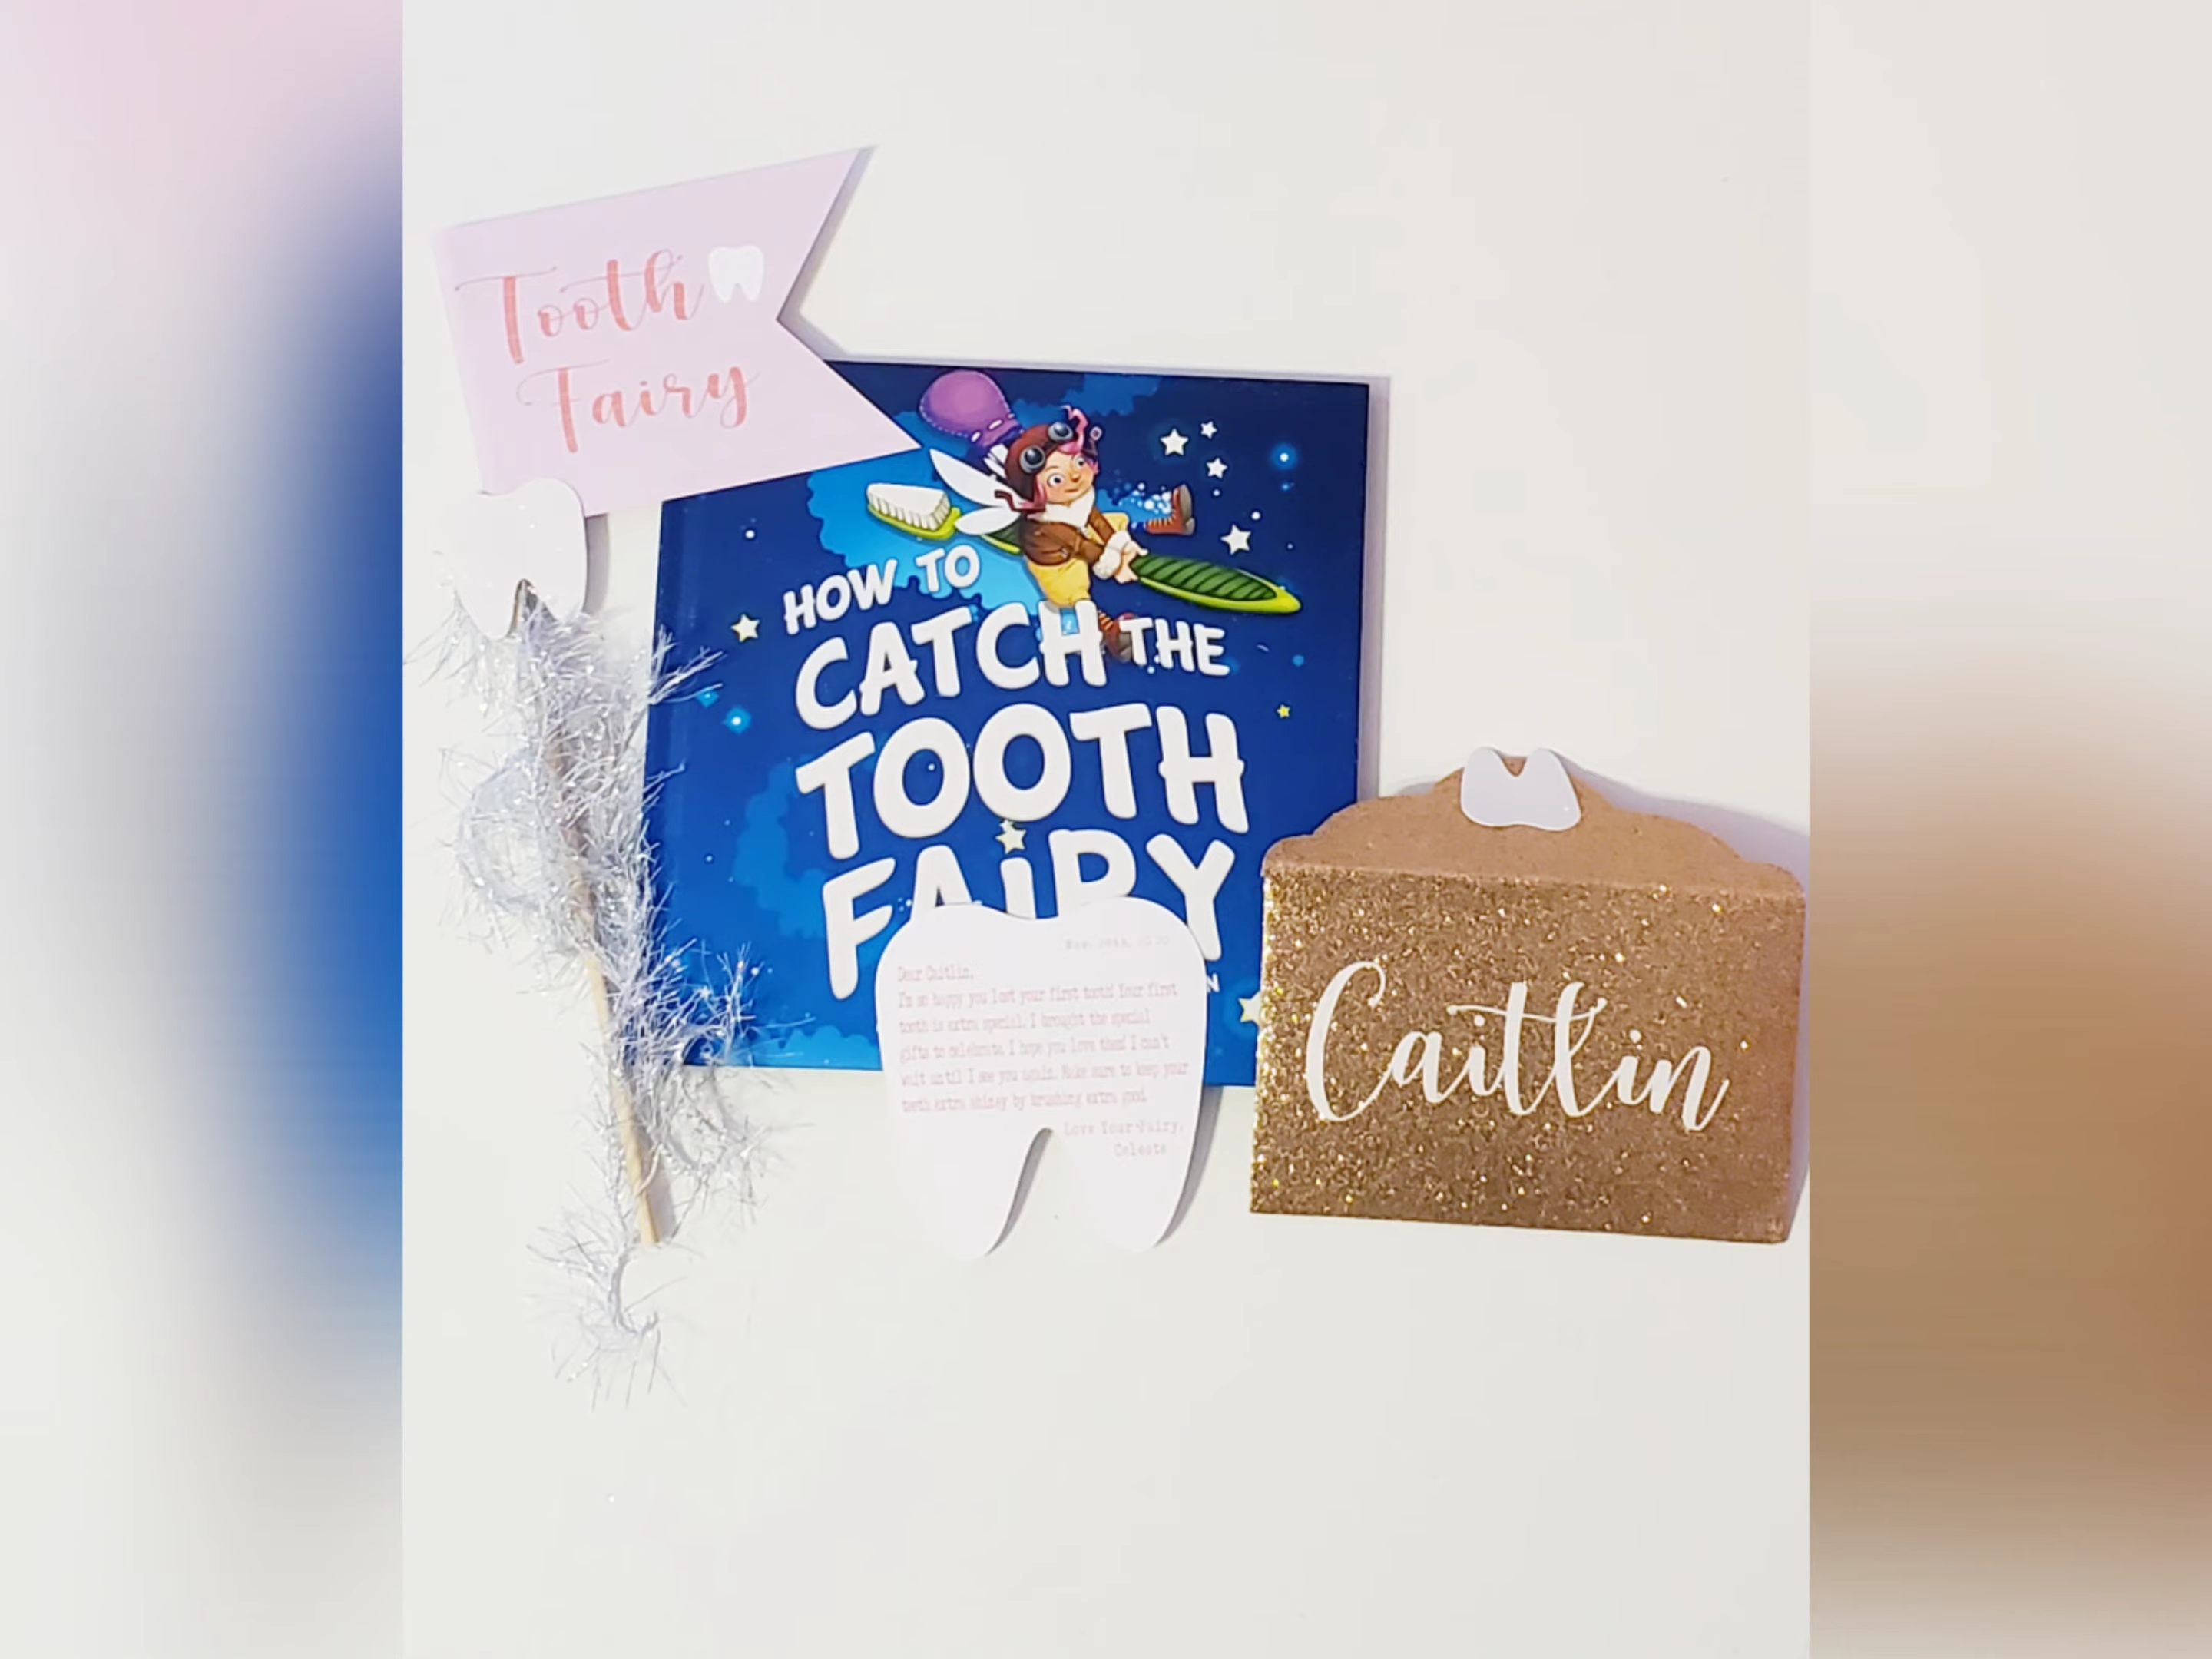 Tooth
Fairy
HOW TO
CATCH THE
TOOTH
FAIRY
N
Dear Caitlin,
I'm so happy you lost your first tooth! Your first
tooth is extra special. I brought the special
gifts to celebrate. I hope you love them! I can't
wait until I see you again. Make sure to keep your
teeth extra shiney by brushing extra good
Love Your Fairy,
Celeste
Caitlin